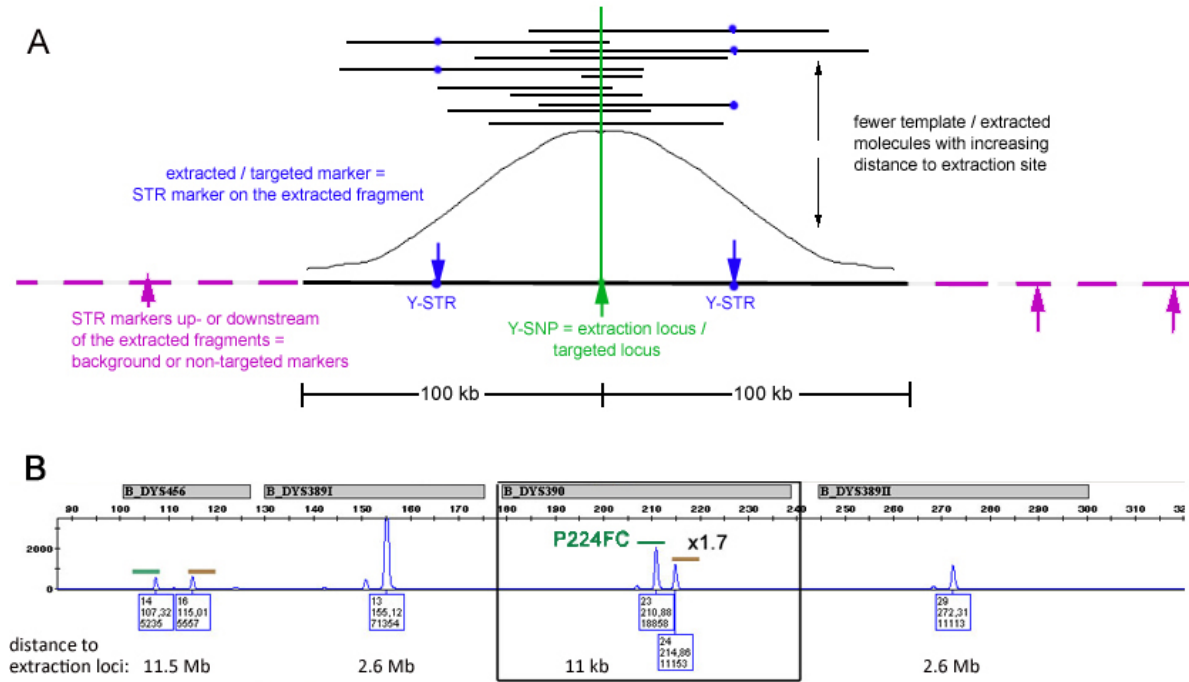 A
fewer template / extracted
molecules with increasing
distance to extraction site
extracted / targeted marker =
STR marker on the extracted fragment
Y-STR
Y-STR
STR markers up- or downstream
of the extracted fragments =
background or non-targeted markers
Y-SNP = extraction locus /
targeted locus
100 kb
100 kb
B
B_DYS456
B_DYS389I
B_DYS390
B_DYS389II
90 100 110 120 130 140 150 160 170 180 190 200 210 220 230 240 250 260 270 280 290 300 310 32
2000
0
P224FC
x1.7
14
107,32
5235
16
115,01
5557
13
155,12
71354
23
210,88
18858
24
214,86
11153
29
272,31
11113
distance to
extraction loci: 11.5 Mb 2.6 Mb 11 kb 2.6 Mb